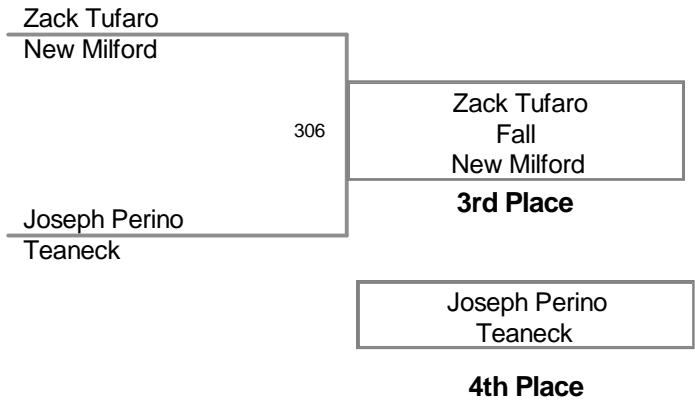 Zack Tufaro
New Milford
306
Zack Tufaro
Fall
New Milford
3rd Place
Joseph Perino
Teaneck
Joseph Perino
Teaneck
4th Place